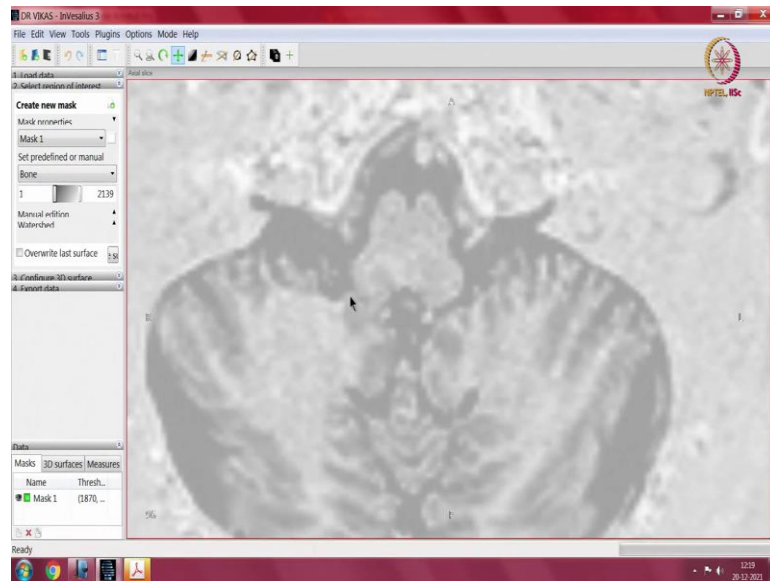 DR VIKAS - InVesalius 3
File Edit View Tools Plugins Options Mode Help
1. Load data
Axial slice
2. Select region of interest
NPTEL, IISc
Create new mask
Mask properties
Mask 1
Set predefined or manual
Bone
1 2139
Manual edition
Watershed
Overwrite last surface
3. Configure 3D surface
4. Export data
A
R
L
P
96
Data
Masks 3D surfaces Measures
Name Thresh..
Mask 1 (1870, ...
Ready
12:19
20-12-2021